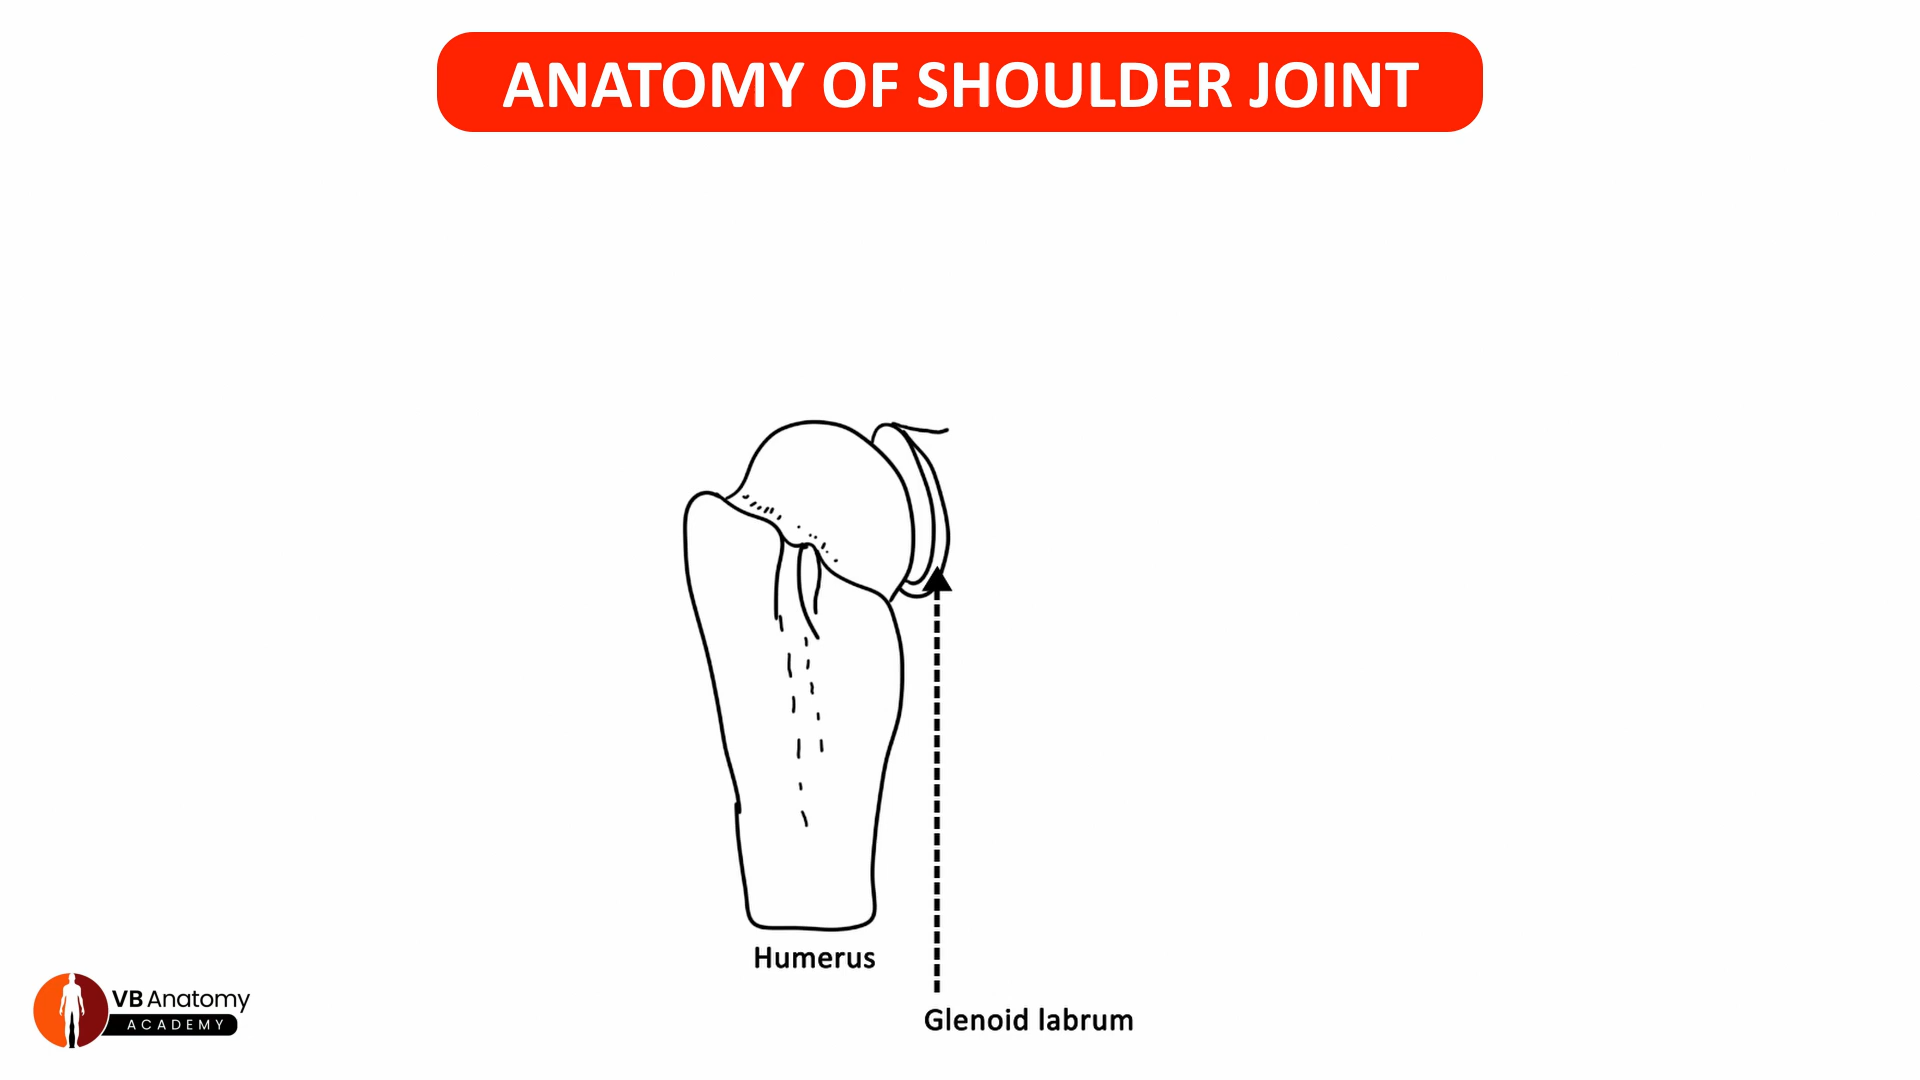 ANATOMY OF SHOULDER JOINT
Humerus
VB Anatomy
ACADEMY
Glenoid labrum